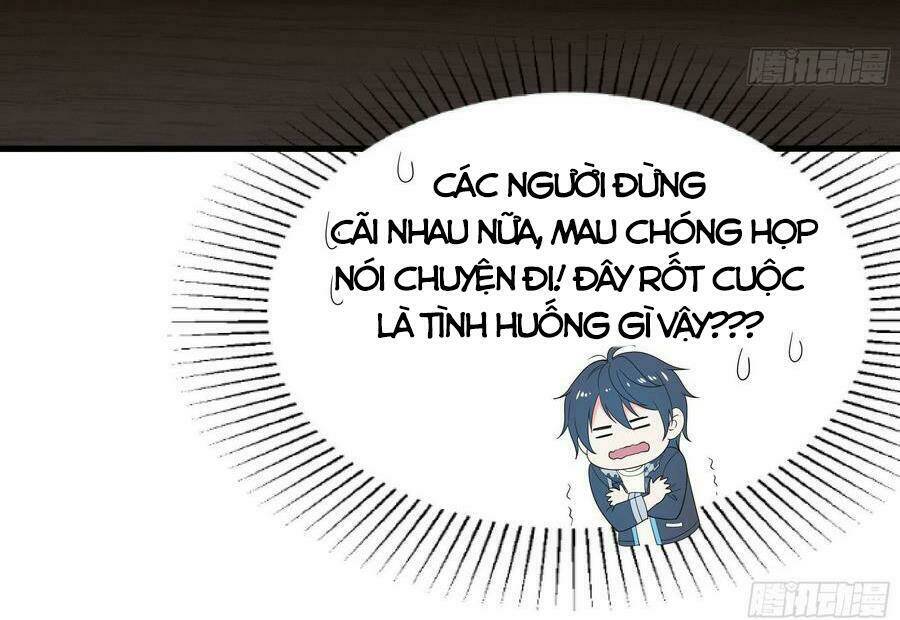 腾讯动漫
CÁC NGƯỜI ĐỪNG
CÃI NHAU NỮA, MAU CHÓNG HỌP
NÓI CHUYỆN ĐI! ĐÂY RỐT CUỘC
LÀ TÌNH HUỐNG GÌ VẬY???
腾讯动漫